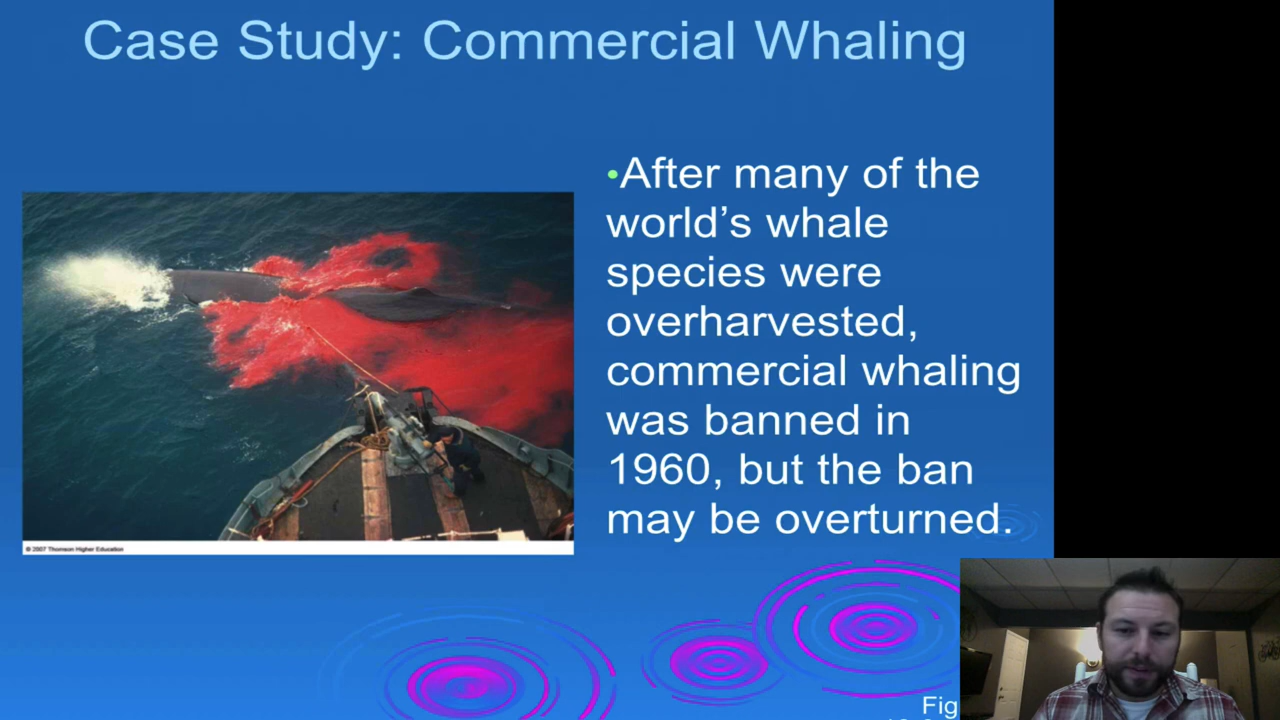 Case Study: Commercial Whaling
•After many of the
world’s whale
species were
overharvested,
commercial whaling
was banned in
1960, but the ban
may be overturned.
© 2007 Thomson Higher Education
Fig